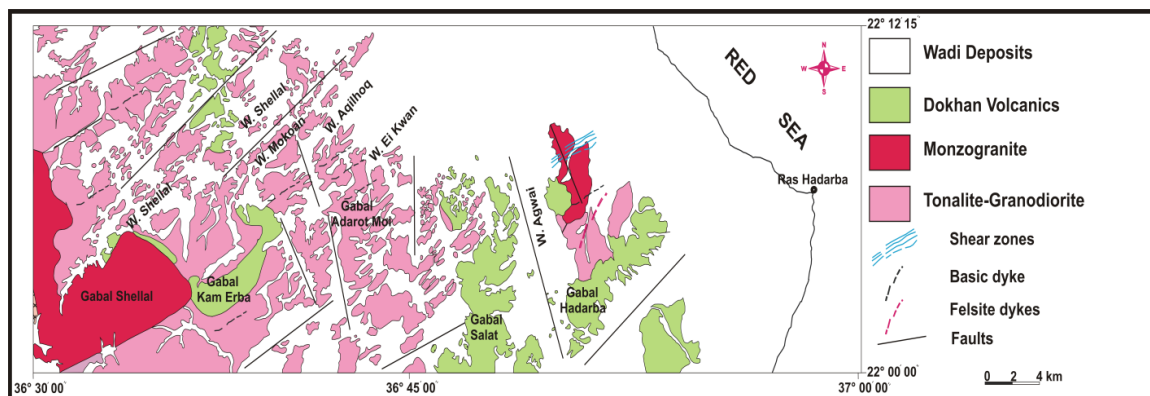 22° 12' 15"
N
W E
S
RED
SEA
Ras Hadarba
W. Shellal
W. Mokoan
W. Aqilhoq
W. Ei Kwan
W. Shellal
Gabal
Adarot Moi
W. Agwai
Gabal Shellal
Gabal
Kam Erba
Gabal
Salat
Gabal
Hadarba
22° 00' 00"
36° 30' 00"
36° 45' 00"
37° 00' 00"
Wadi Deposits
Dokhan Volcanics
Monzogranite
Tonalite-Granodiorite
Shear zones
Basic dyke
Felsite dykes
Faults
0 2 4 km